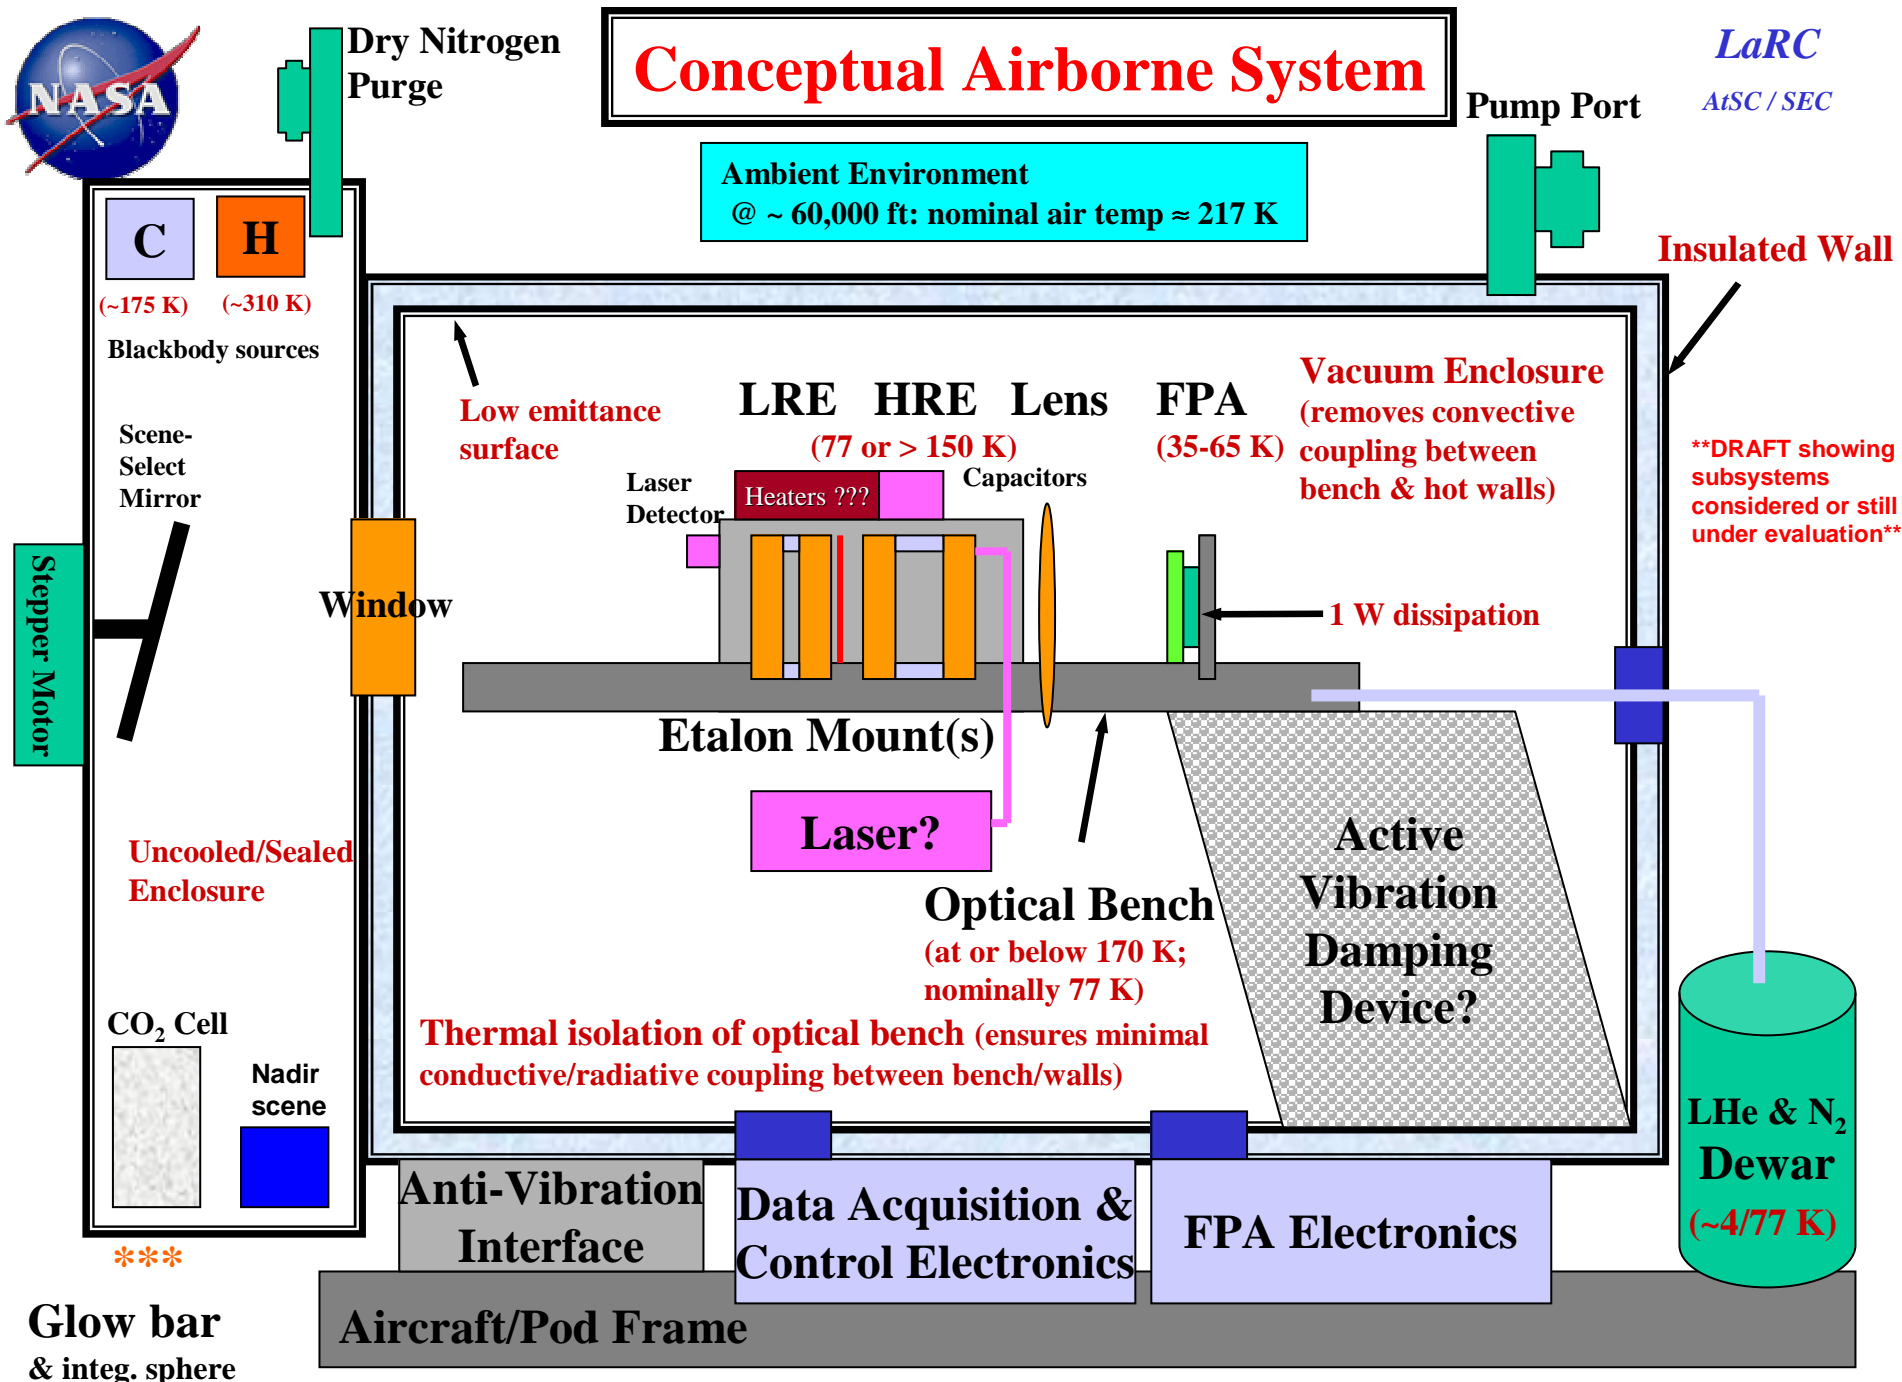 NASA
Dry Nitrogen
Purge
Conceptual Airborne System
LaRC
AtSC / SEC
Pump Port
Ambient Environment
@ ~ 60,000 ft: nominal air temp ≈ 217 K
Insulated Wall
C
H
(~175 K)
(~310 K)
Blackbody sources
Scene-
Select
Mirror
Stepper Motor
Window
Low emittance
surface
LRE HRE Lens FPA
(77 or > 150 K)
(35-65 K)
Vacuum Enclosure
(removes convective
coupling between
bench & hot walls)
**DRAFT showing
subsystems
considered or still
under evaluation**
Laser
Detector
Heaters ???
Capacitors
1 W dissipation
Etalon Mount(s)
Laser?
Optical Bench
(at or below 170 K;
nominally 77 K)
Active
Vibration
Damping
Device?
Uncooled/Sealed
Enclosure
Thermal isolation of optical bench (ensures minimal
conductive/radiative coupling between bench/walls)
CO₂ Cell
Nadir
scene
LHe & N₂
Dewar
(~4/77 K)
Anti-Vibration
Interface
Data Acquisition &
Control Electronics
FPA Electronics
***
Glow bar
& integ. sphere
Aircraft/Pod Frame